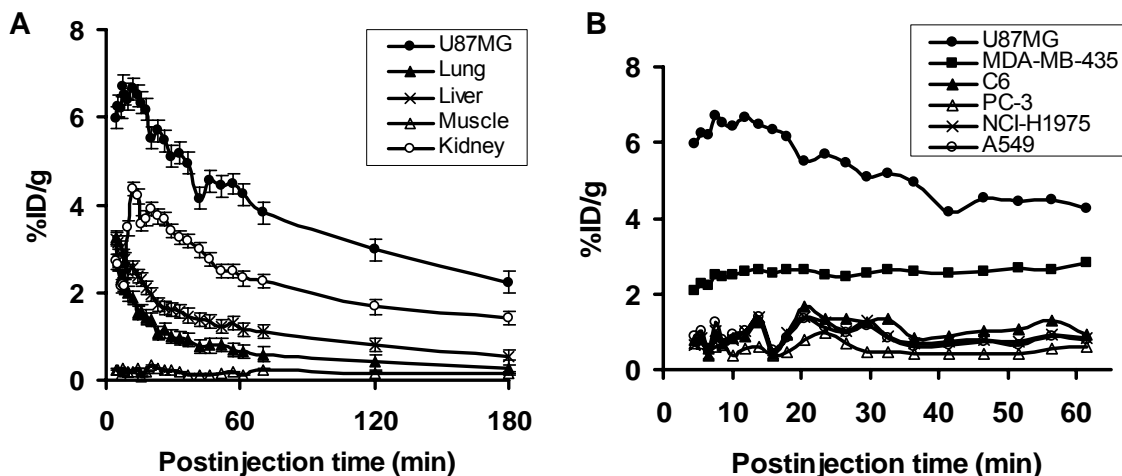 A
8
6
4
2
0
%ID/g
U87MG
Lung
Liver
Muscle
Kidney
0
60
120
180
Postinjection time (min)
B
8
6
4
2
0
%ID/g
U87MG
MDA-MB-435
C6
PC-3
NCI-H1975
A549
0
10
20
30
40
50
60
Postinjection time (min)